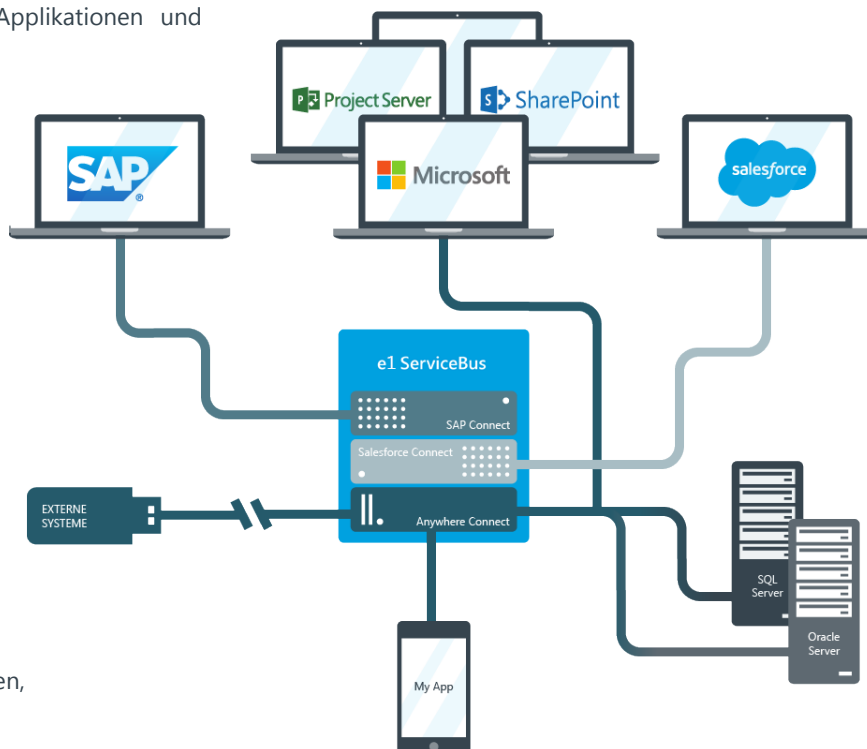 Applikationen und
Project Server
SharePoint
SAP
®
Microsoft
salesforce
e1 ServiceBus
SAP Connect
Salesforce Connect
Anywhere Connect
EXTERNE
SYSTEME
SQL
Server
Oracle
Server
My App
en,